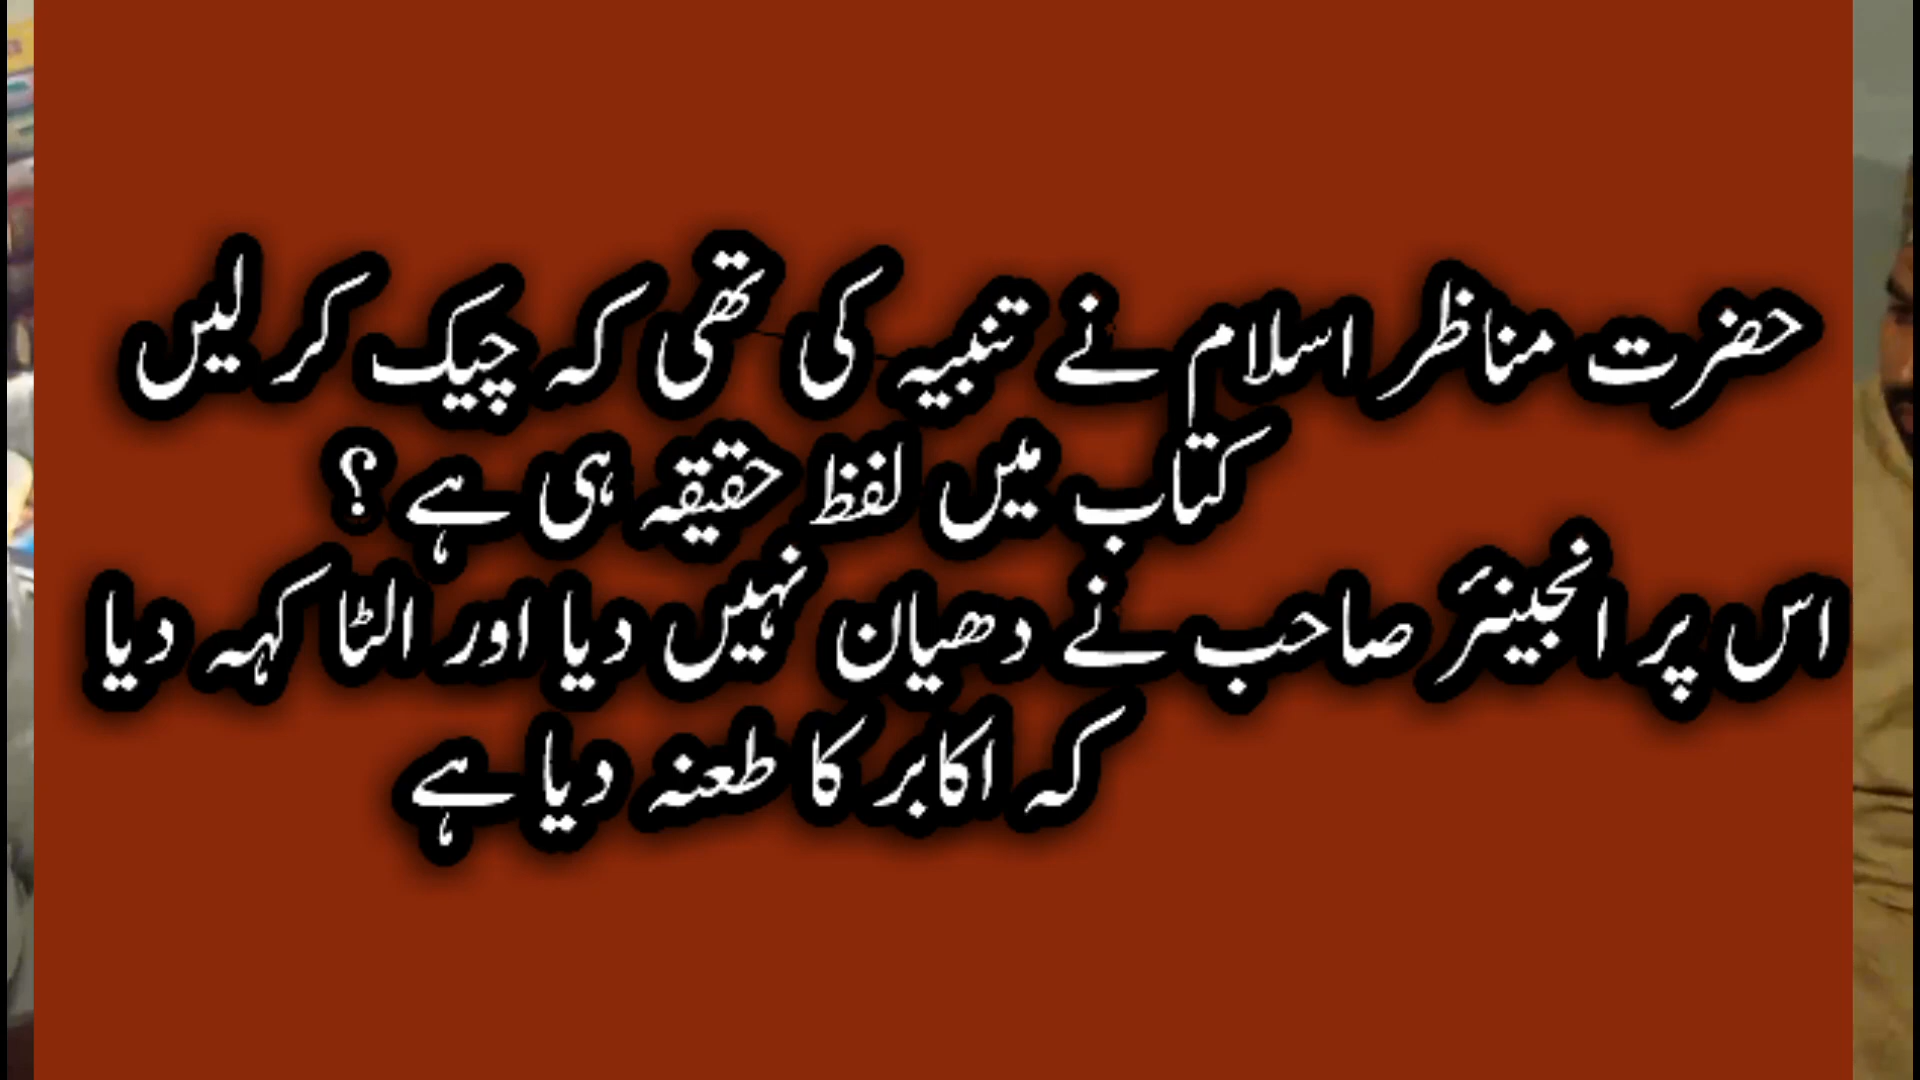 حضرت مناظر اسلام نے تنبیہ کی تھی کہ چیک کر لیں
کتاب میں لفظ حقیقہ ہی ہے ؟
اس پر انجینئر صاحب نے دھیان نہیں دیا اور الٹا کہہ دیا
کہ اکابر کا طعنہ دیا ہے